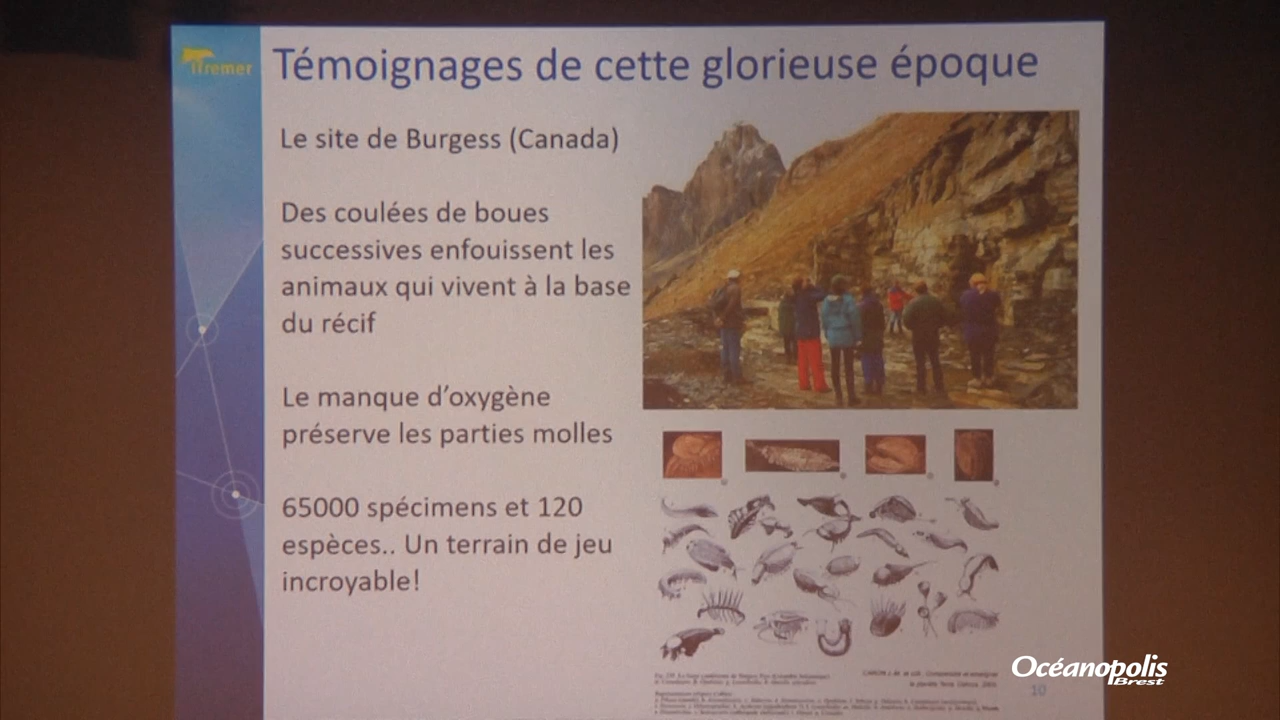 Ifremer
Témoignages de cette glorieuse époque
Le site de Burgess (Canada)
Des coulées de boues
successives enfouissent les
animaux qui vivent à la base
du récif
Le manque d'oxygène
préserve les parties molles
65000 spécimens et 120
espèces.. Un terrain de jeu
incroyable!
Océanopolis
Brest
10